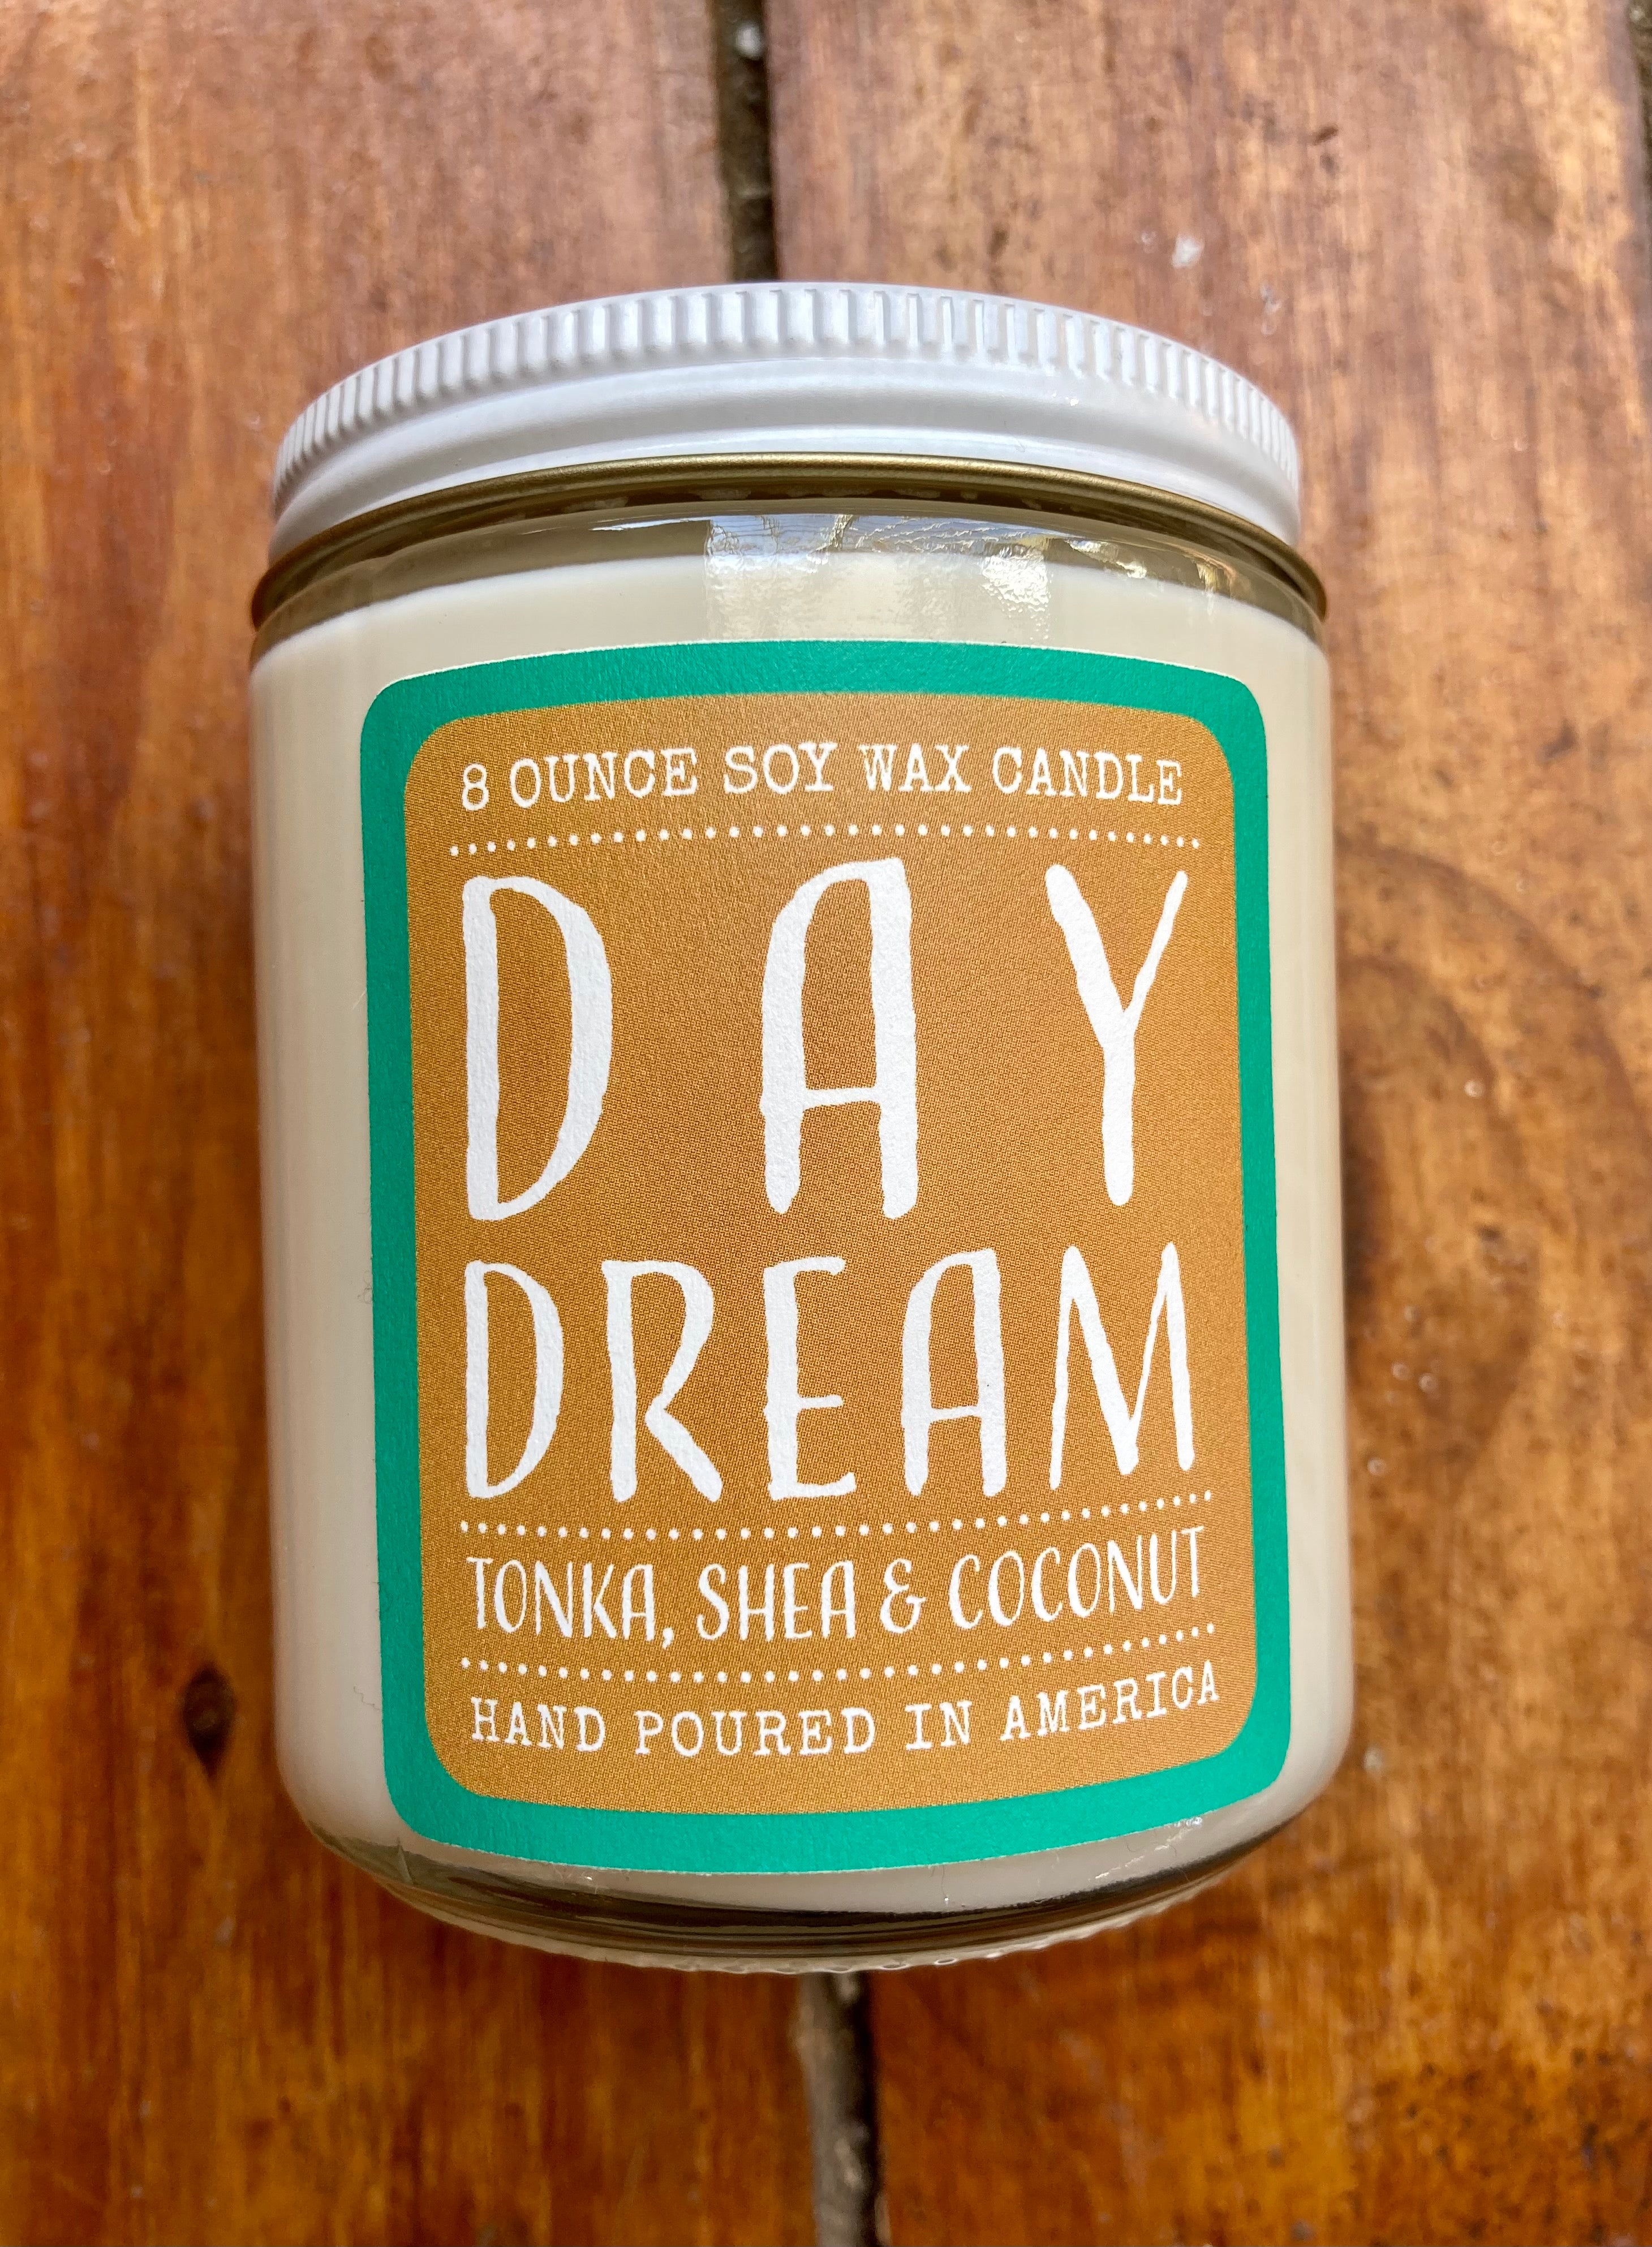 8 OUNCE SOY WAX CANDLE
DAY
DREAM
TONKA, SHEA & COCONUT
HAND POURED IN AMERICA